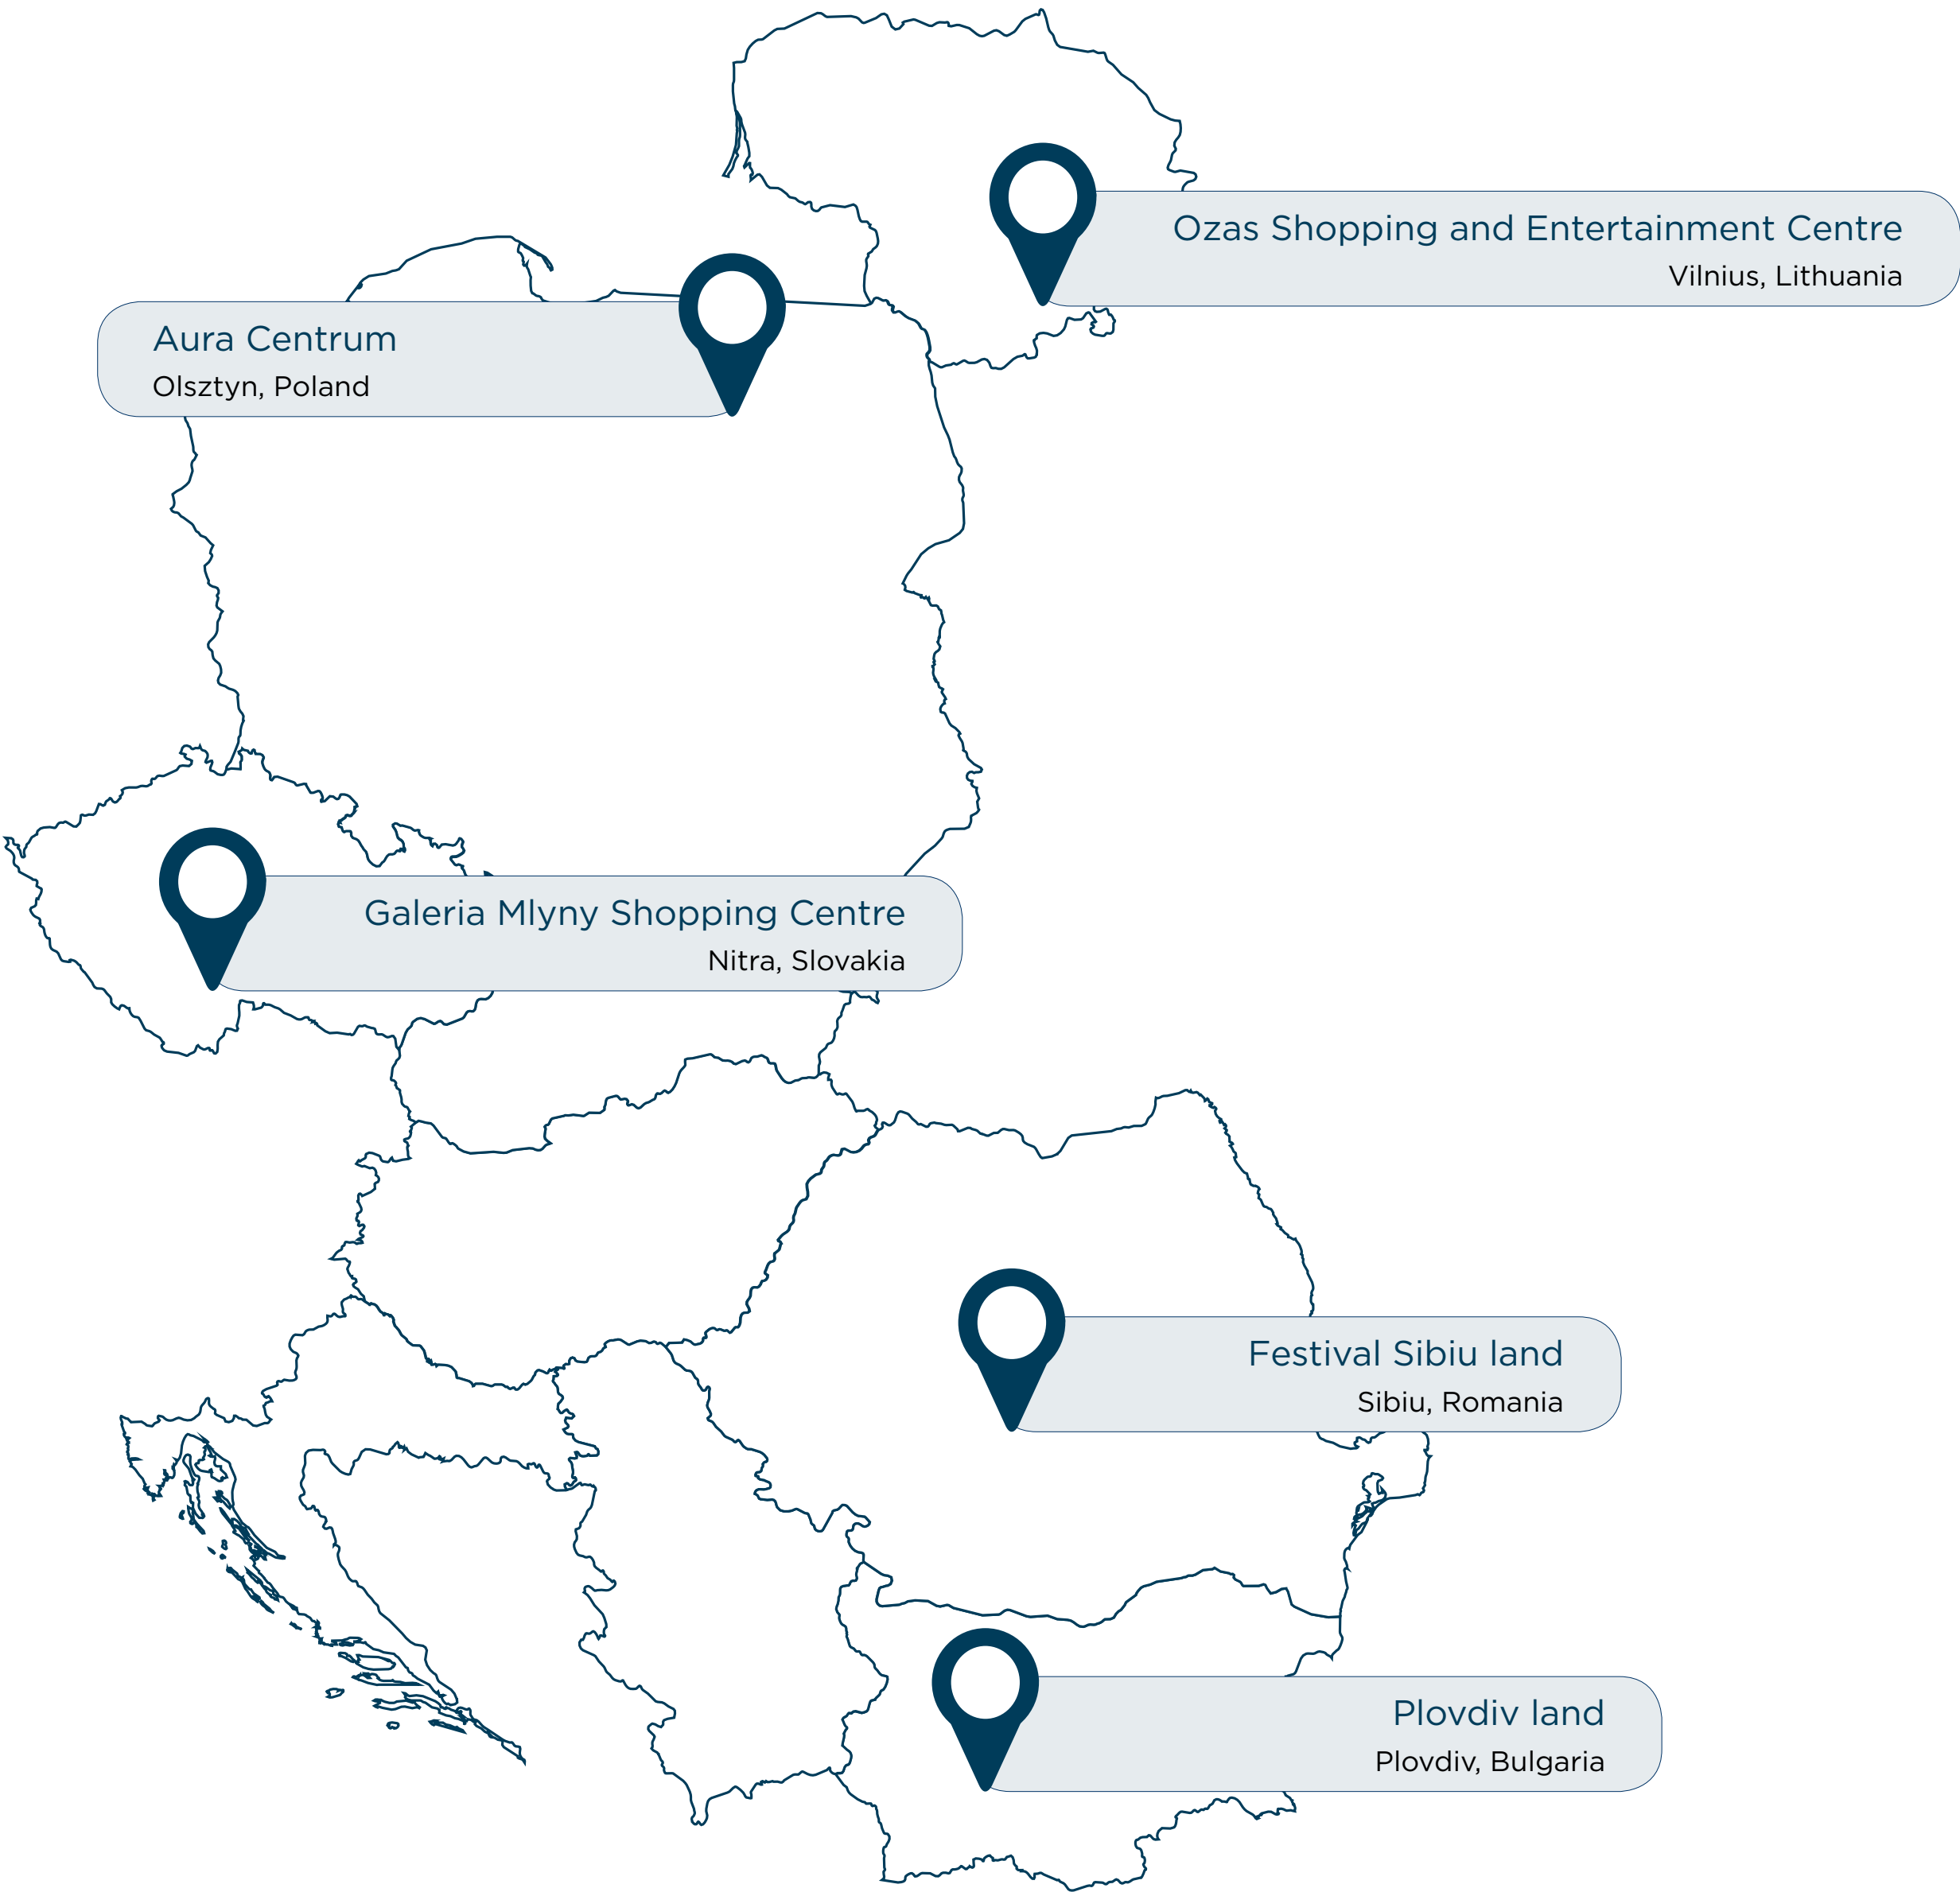 Ozas Shopping and Entertainment Centre
Vilnius, Lithuania
Aura Centrum
Olsztyn, Poland
Galeria Mlyny Shopping Centre
Nitra, Slovakia
Festival Sibiu land
Sibiu, Romania
Plovdiv land
Plovdiv, Bulgaria